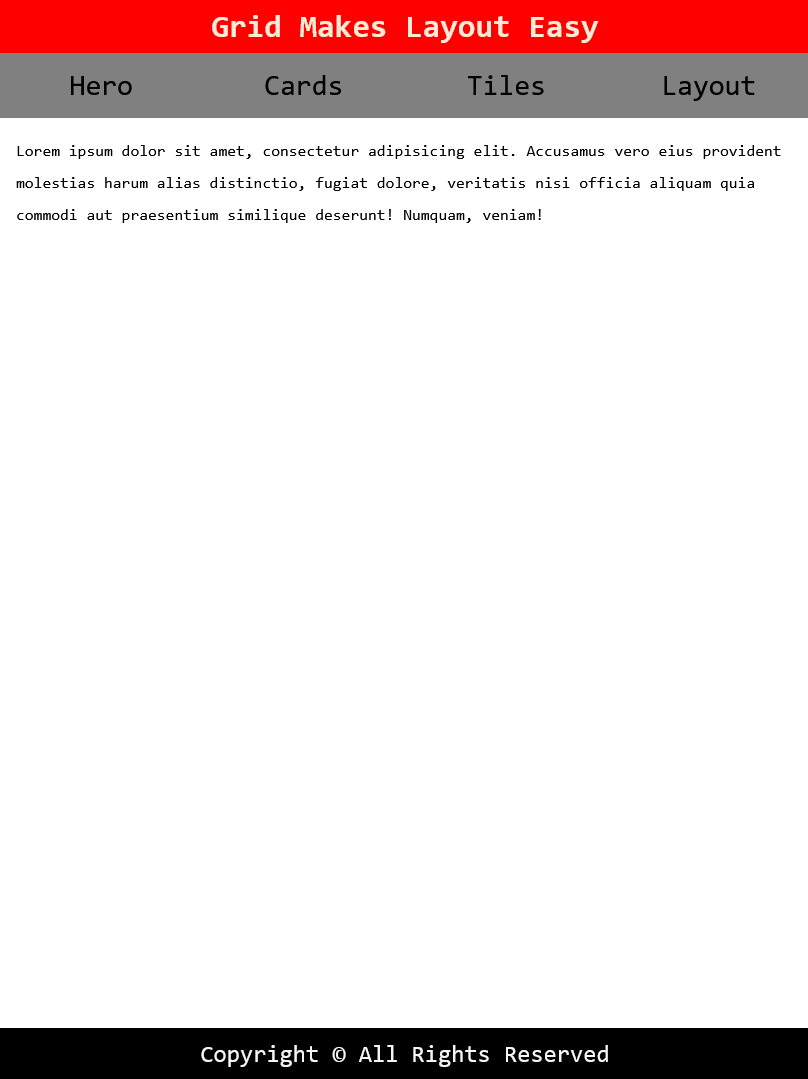 Grid Makes Layout Easy
Hero Cards Tiles Layout
Lorem ipsum dolor sit amet, consectetur adipisicing elit. Accusamus vero eius provident
molestias harum alias distinctio, fugiat dolore, veritatis nisi officia aliquam quia
commodi aut praesentium similique deserunt! Numquam, veniam!
Copyright © All Rights Reserved